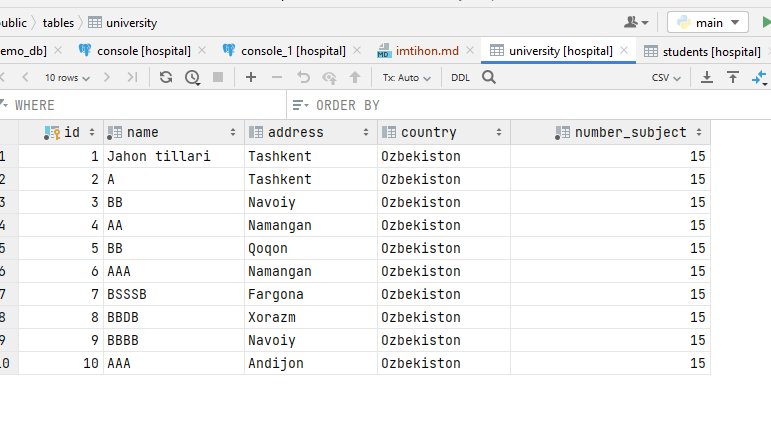 public tables university main
emo_db] console [hospital] console_1 [hospital] imtihon.md university [hospital] students [hospital]
10 rows Tx: Auto DDL CSV
WHERE ORDER BY
id name address country number_subject
1 1 Jahon tillari Tashkent Ozbekiston 15
2 2 A Tashkent Ozbekiston 15
3 3 BB Navoiy Ozbekiston 15
4 4 AA Namangan Ozbekiston 15
5 5 BB Qoqon Ozbekiston 15
6 6 AAA Namangan Ozbekiston 15
7 7 BSSSB Fargona Ozbekiston 15
8 8 BBDB Xorazm Ozbekiston 15
9 9 BBBB Navoiy Ozbekiston 15
10 10 AAA Andijon Ozbekiston 15